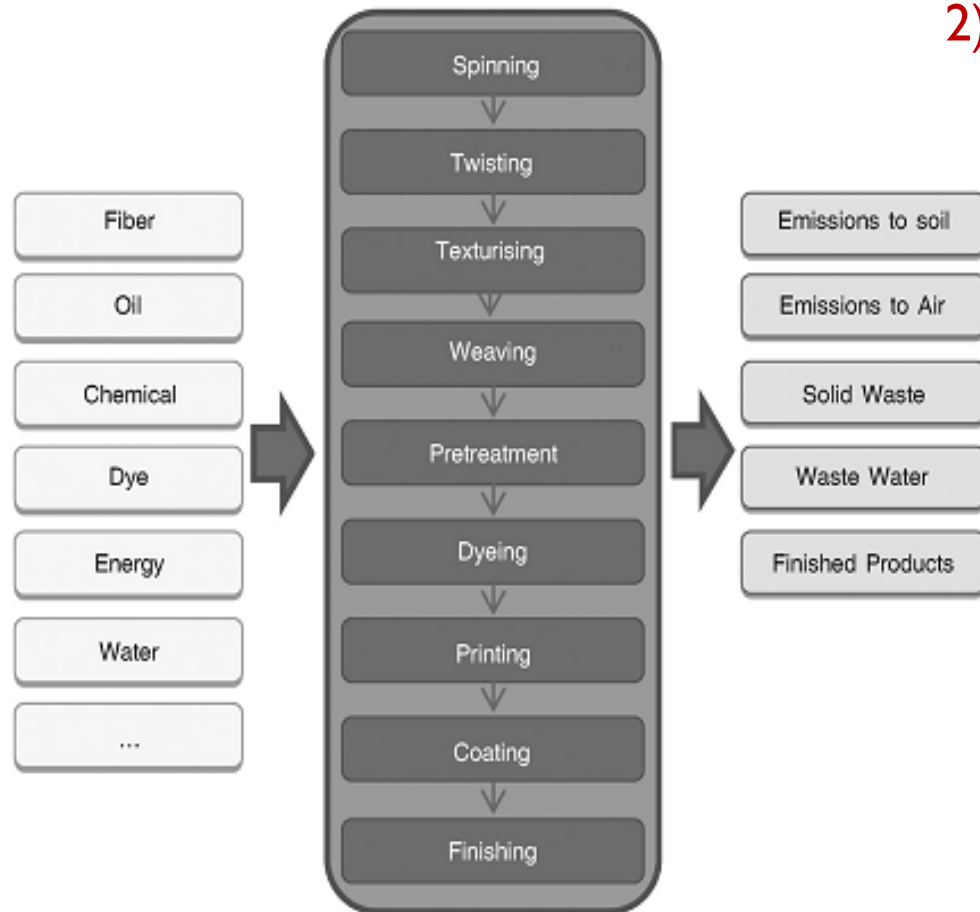 2)
Fiber
Oil
Chemical
Dye
Energy
Water
...
Spinning
Twisting
Texturising
Weaving
Pretreatment
Dyeing
Printing
Coating
Finishing
Emissions to soil
Emissions to Air
Solid Waste
Waste Water
Finished Products